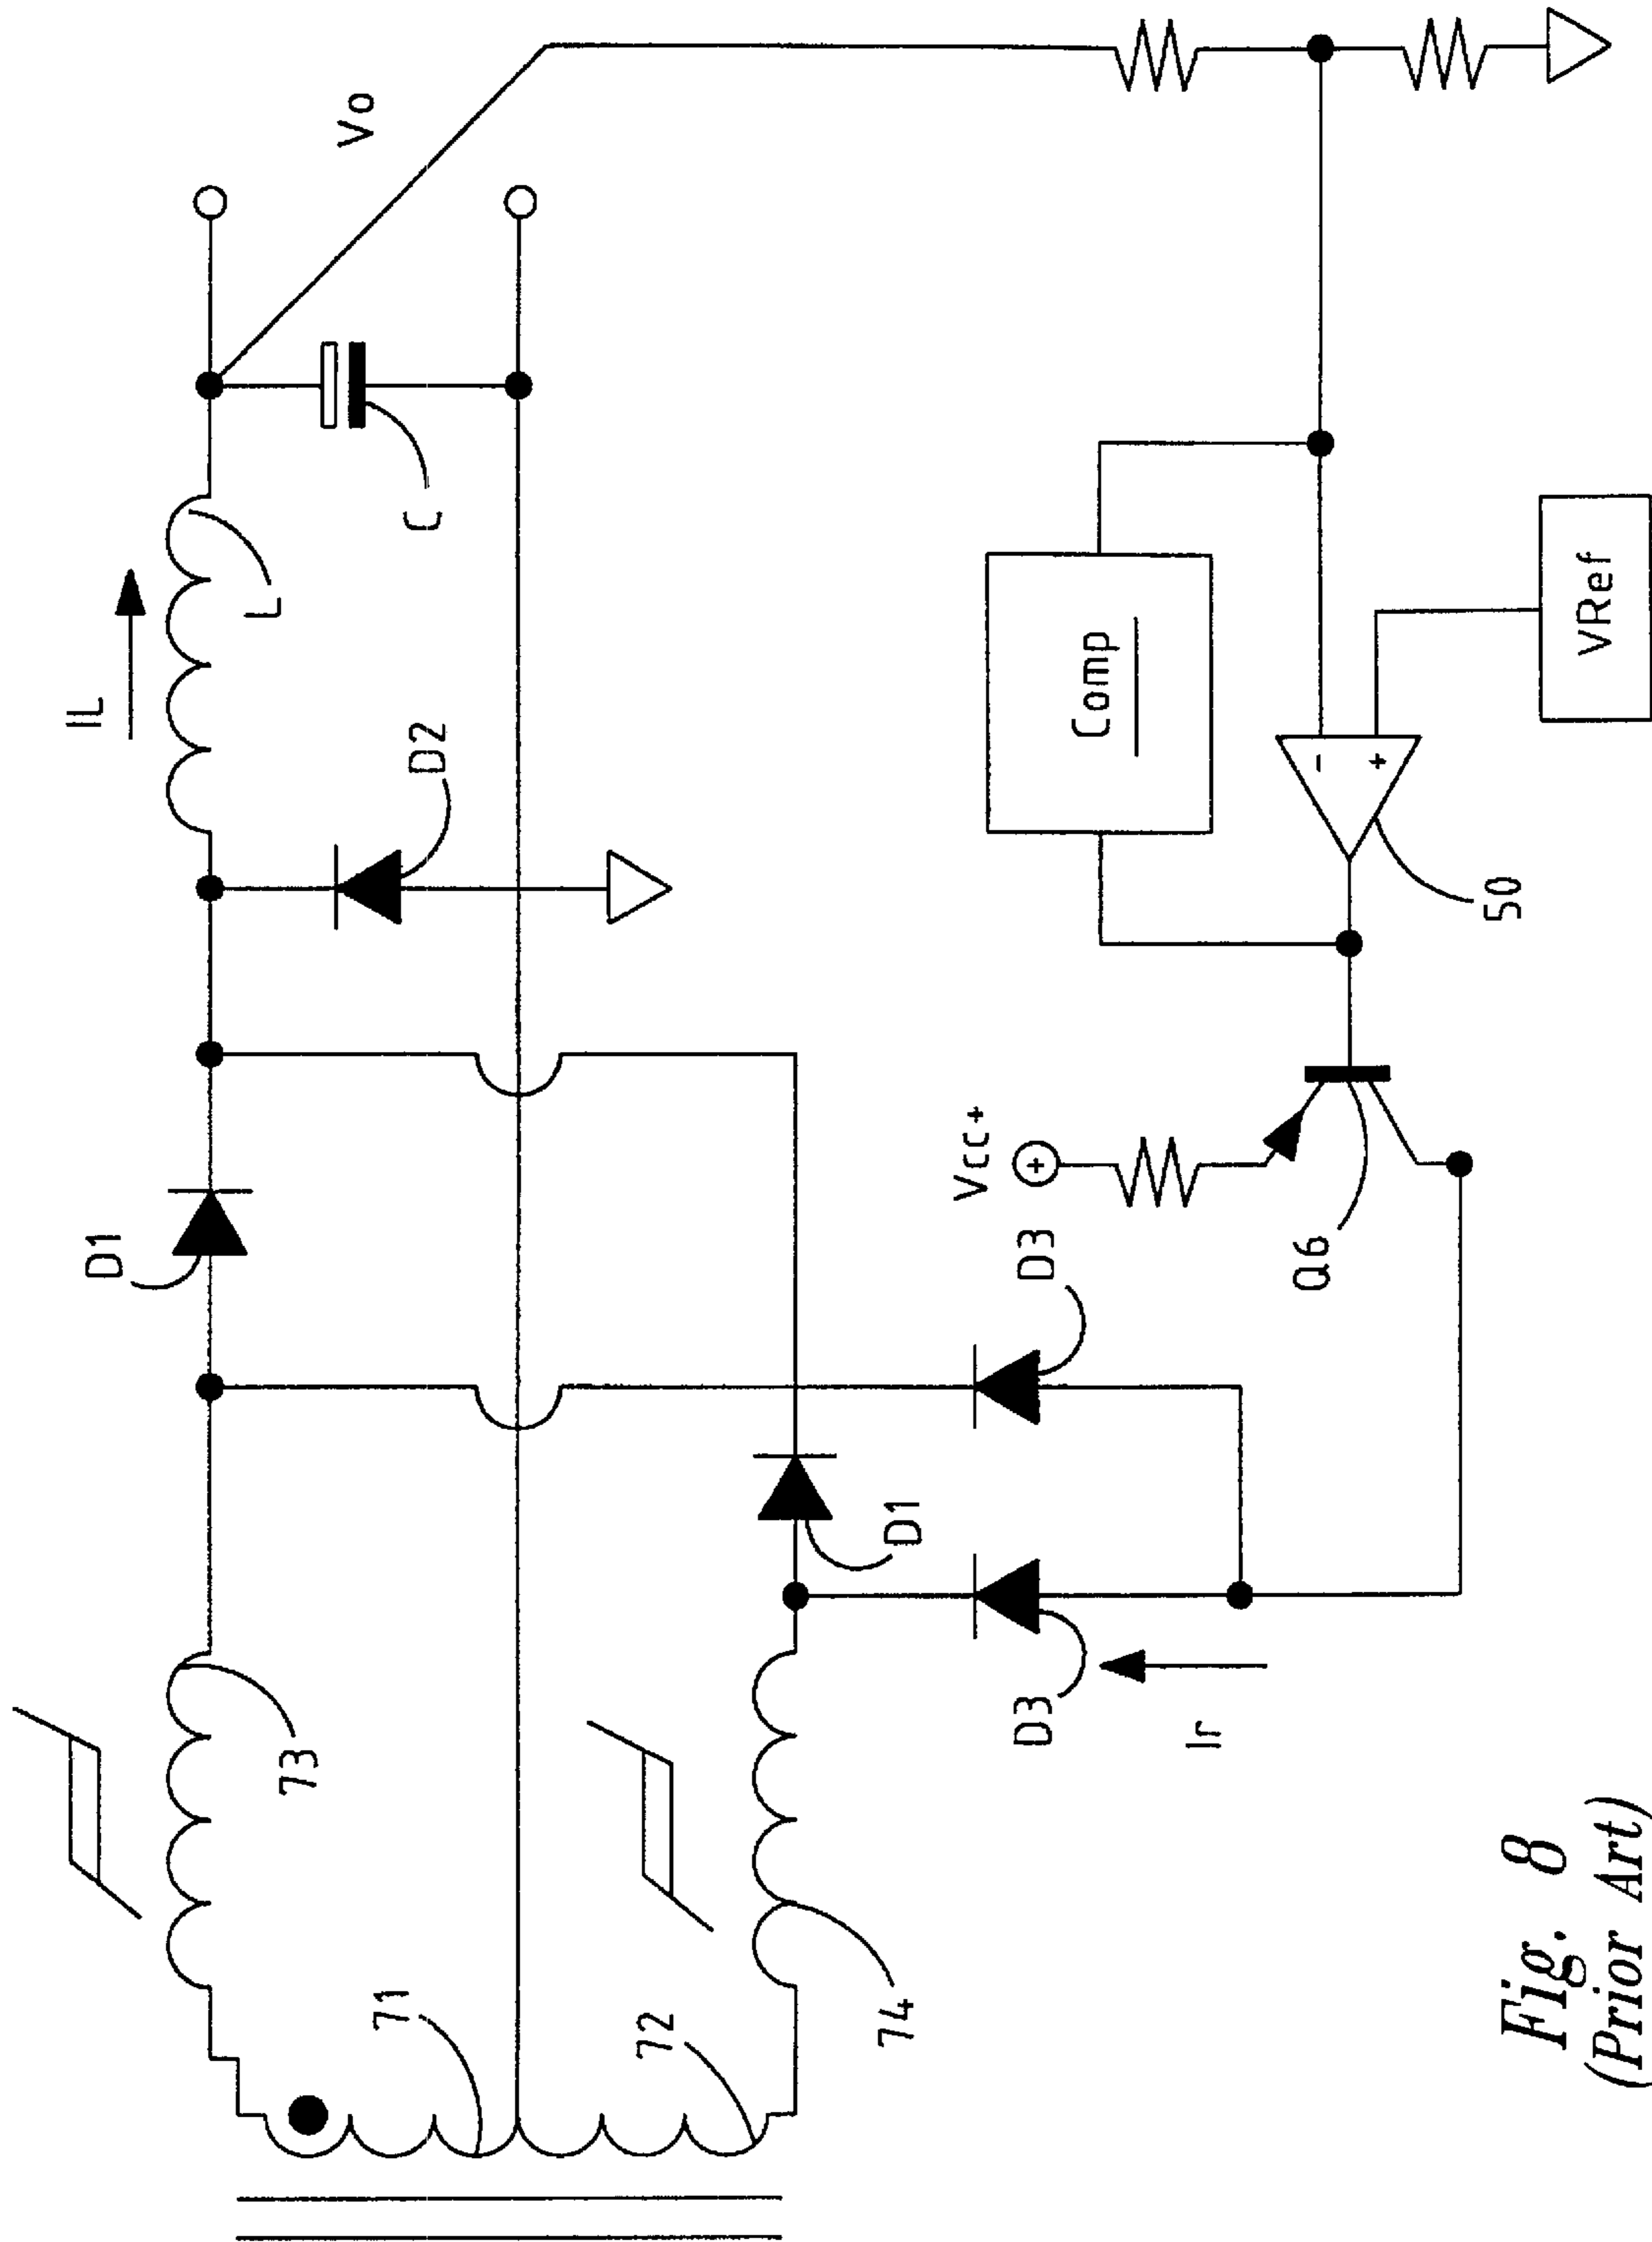 Vo
IL
L
C
D2
D1
73
71
72
74
D1
D3
D3
Ir
Vcc+
+
Q6
Comp
-
+
50
VRef
Fig. 8
(Prior Art)